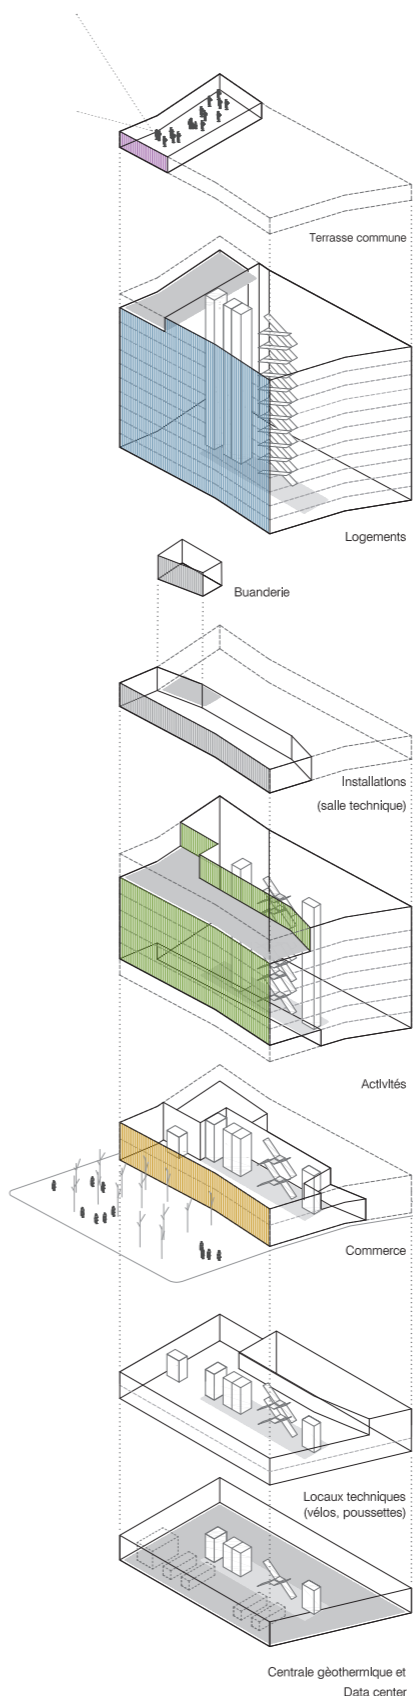 Terrasse commune
Logements
Buanderie
Installations
(salle technique)
Activités
Commerce
Locaux techniques
(vélos, poussettes)
Centrale gèothermique et
Data center